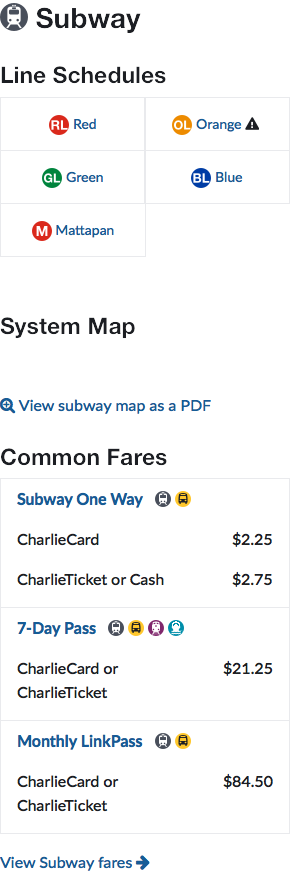 Subway
Line Schedules
RL Red
OL Orange
GL Green
BL Blue
M Mattapan
System Map
View subway map as a PDF
Common Fares
Subway One Way
CharlieCard $2.25
CharlieTicket or Cash $2.75
7-Day Pass
CharlieCard or $21.25
CharlieTicket
Monthly LinkPass
CharlieCard or $84.50
CharlieTicket
View Subway fares